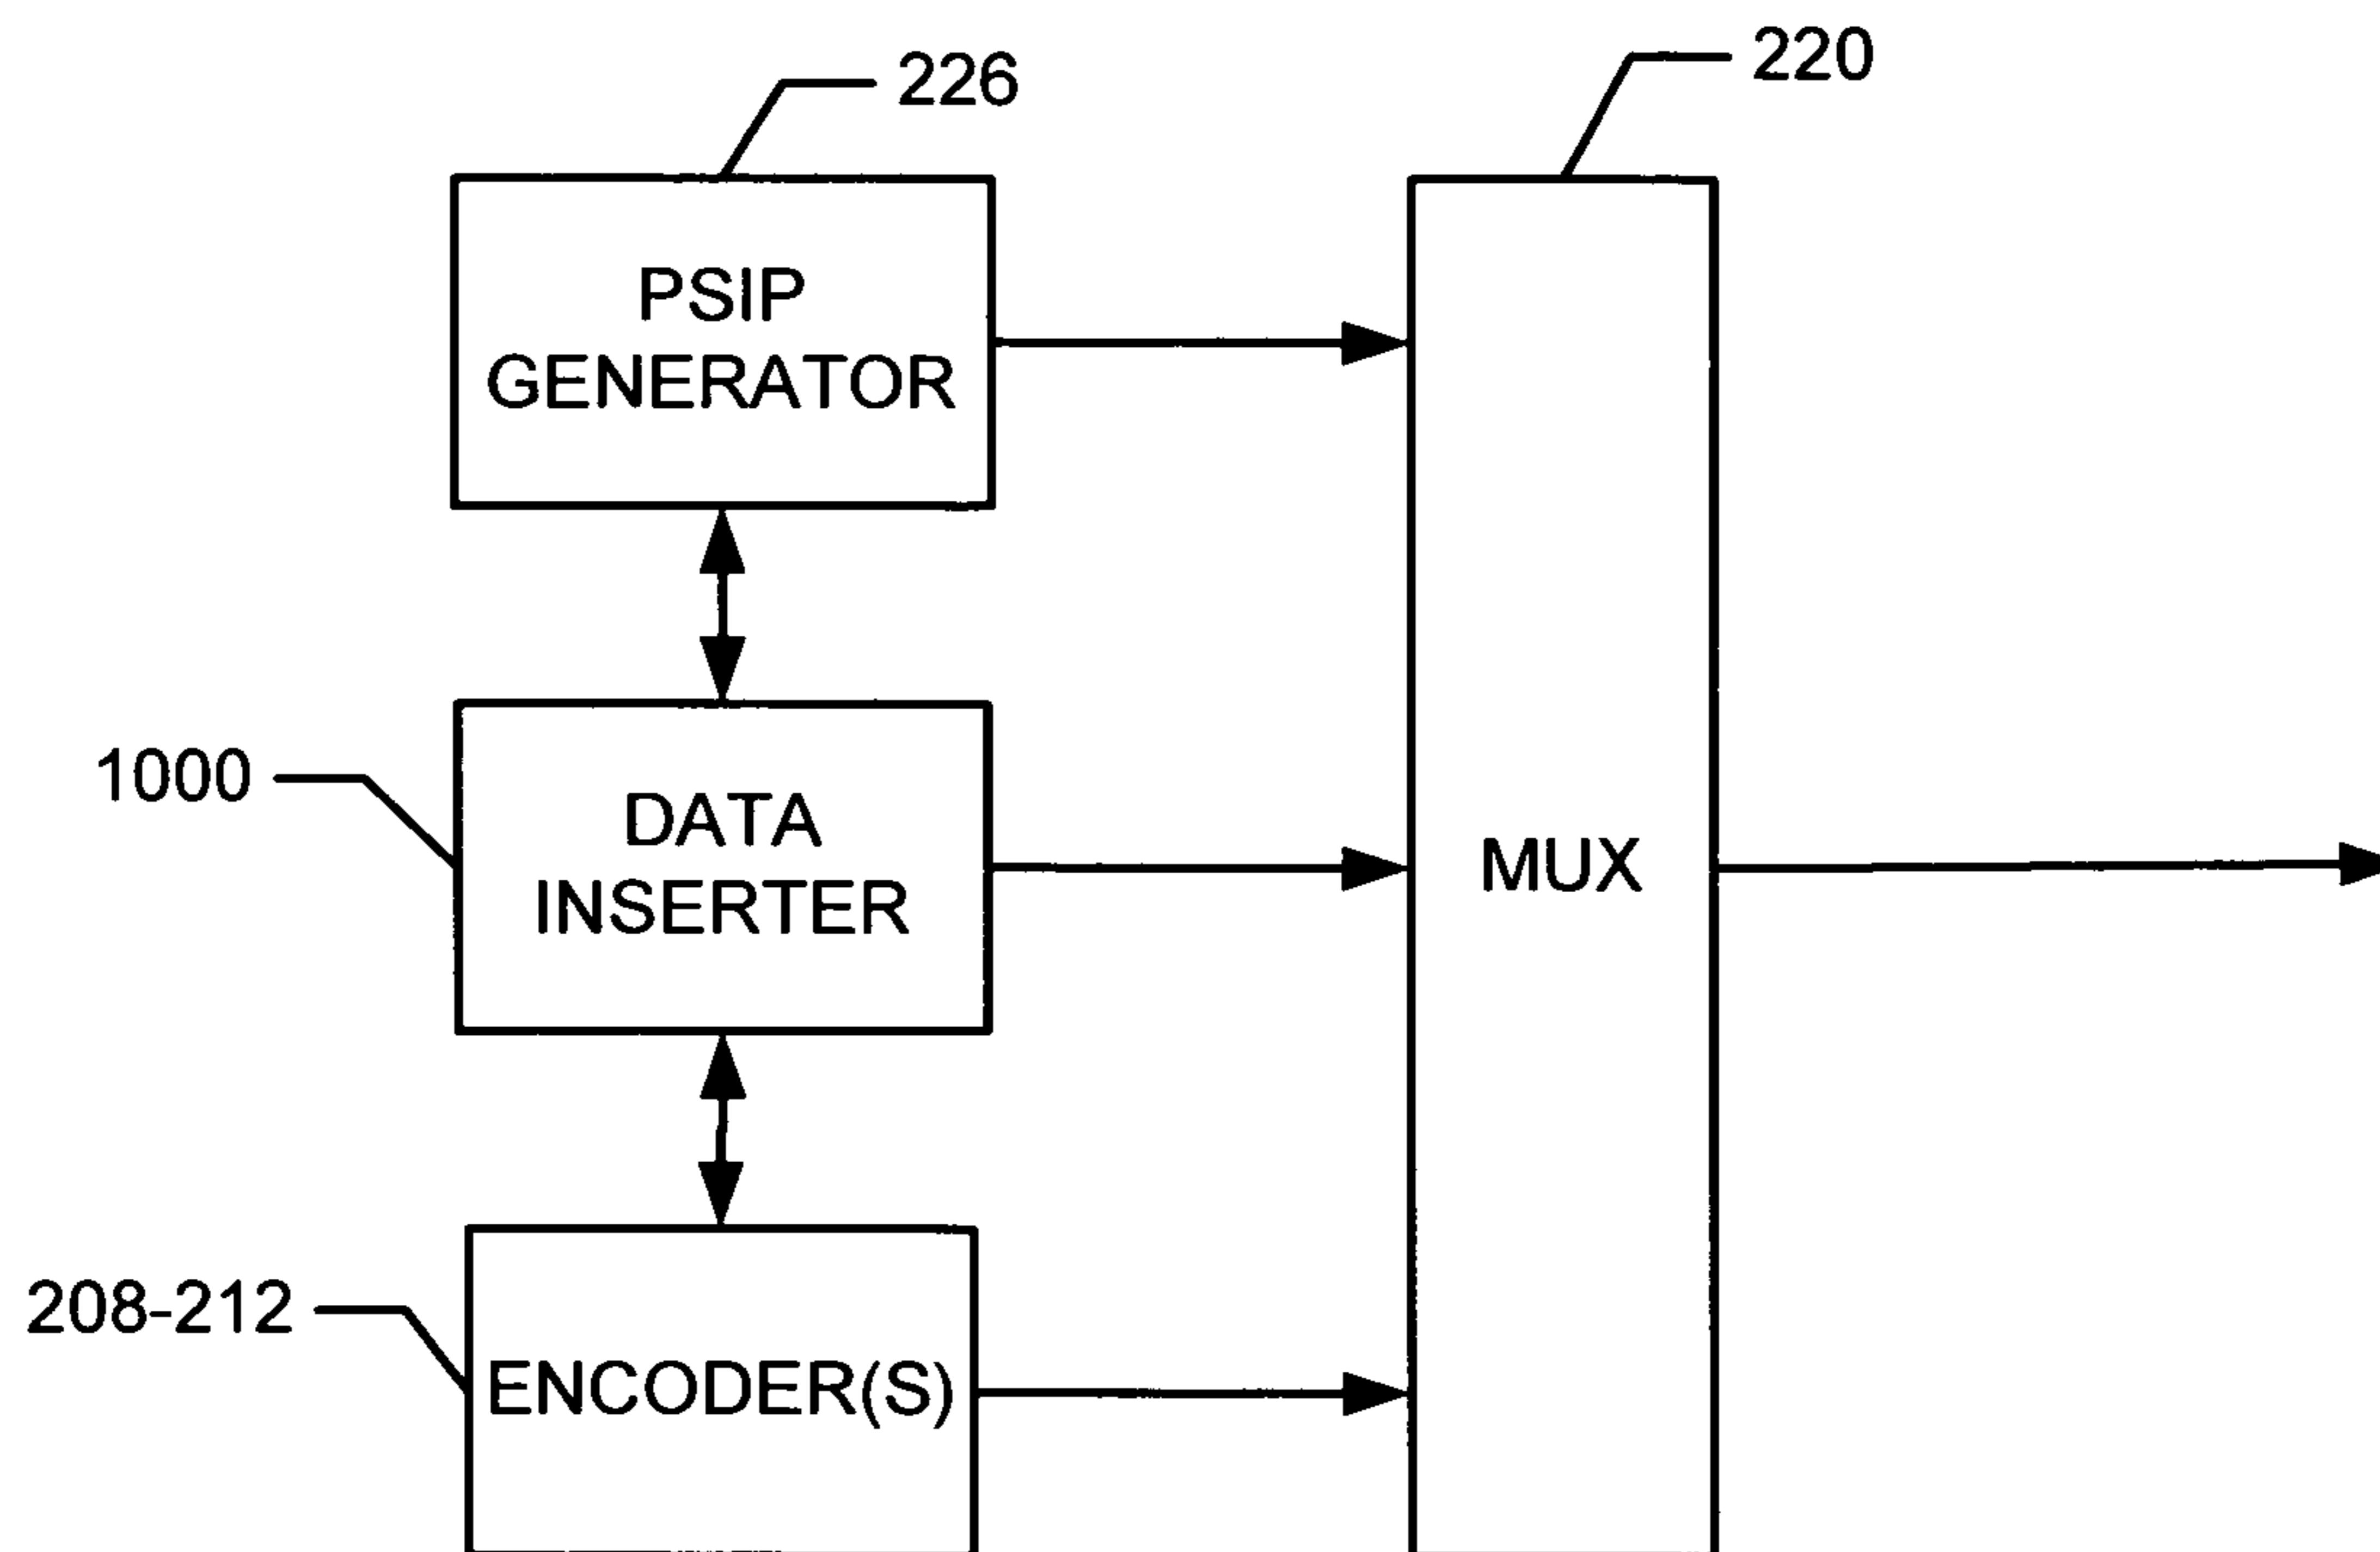 226
220
PSIP
GENERATOR
1000
DATA
INSERTER
MUX
208-212
ENCODER(S)